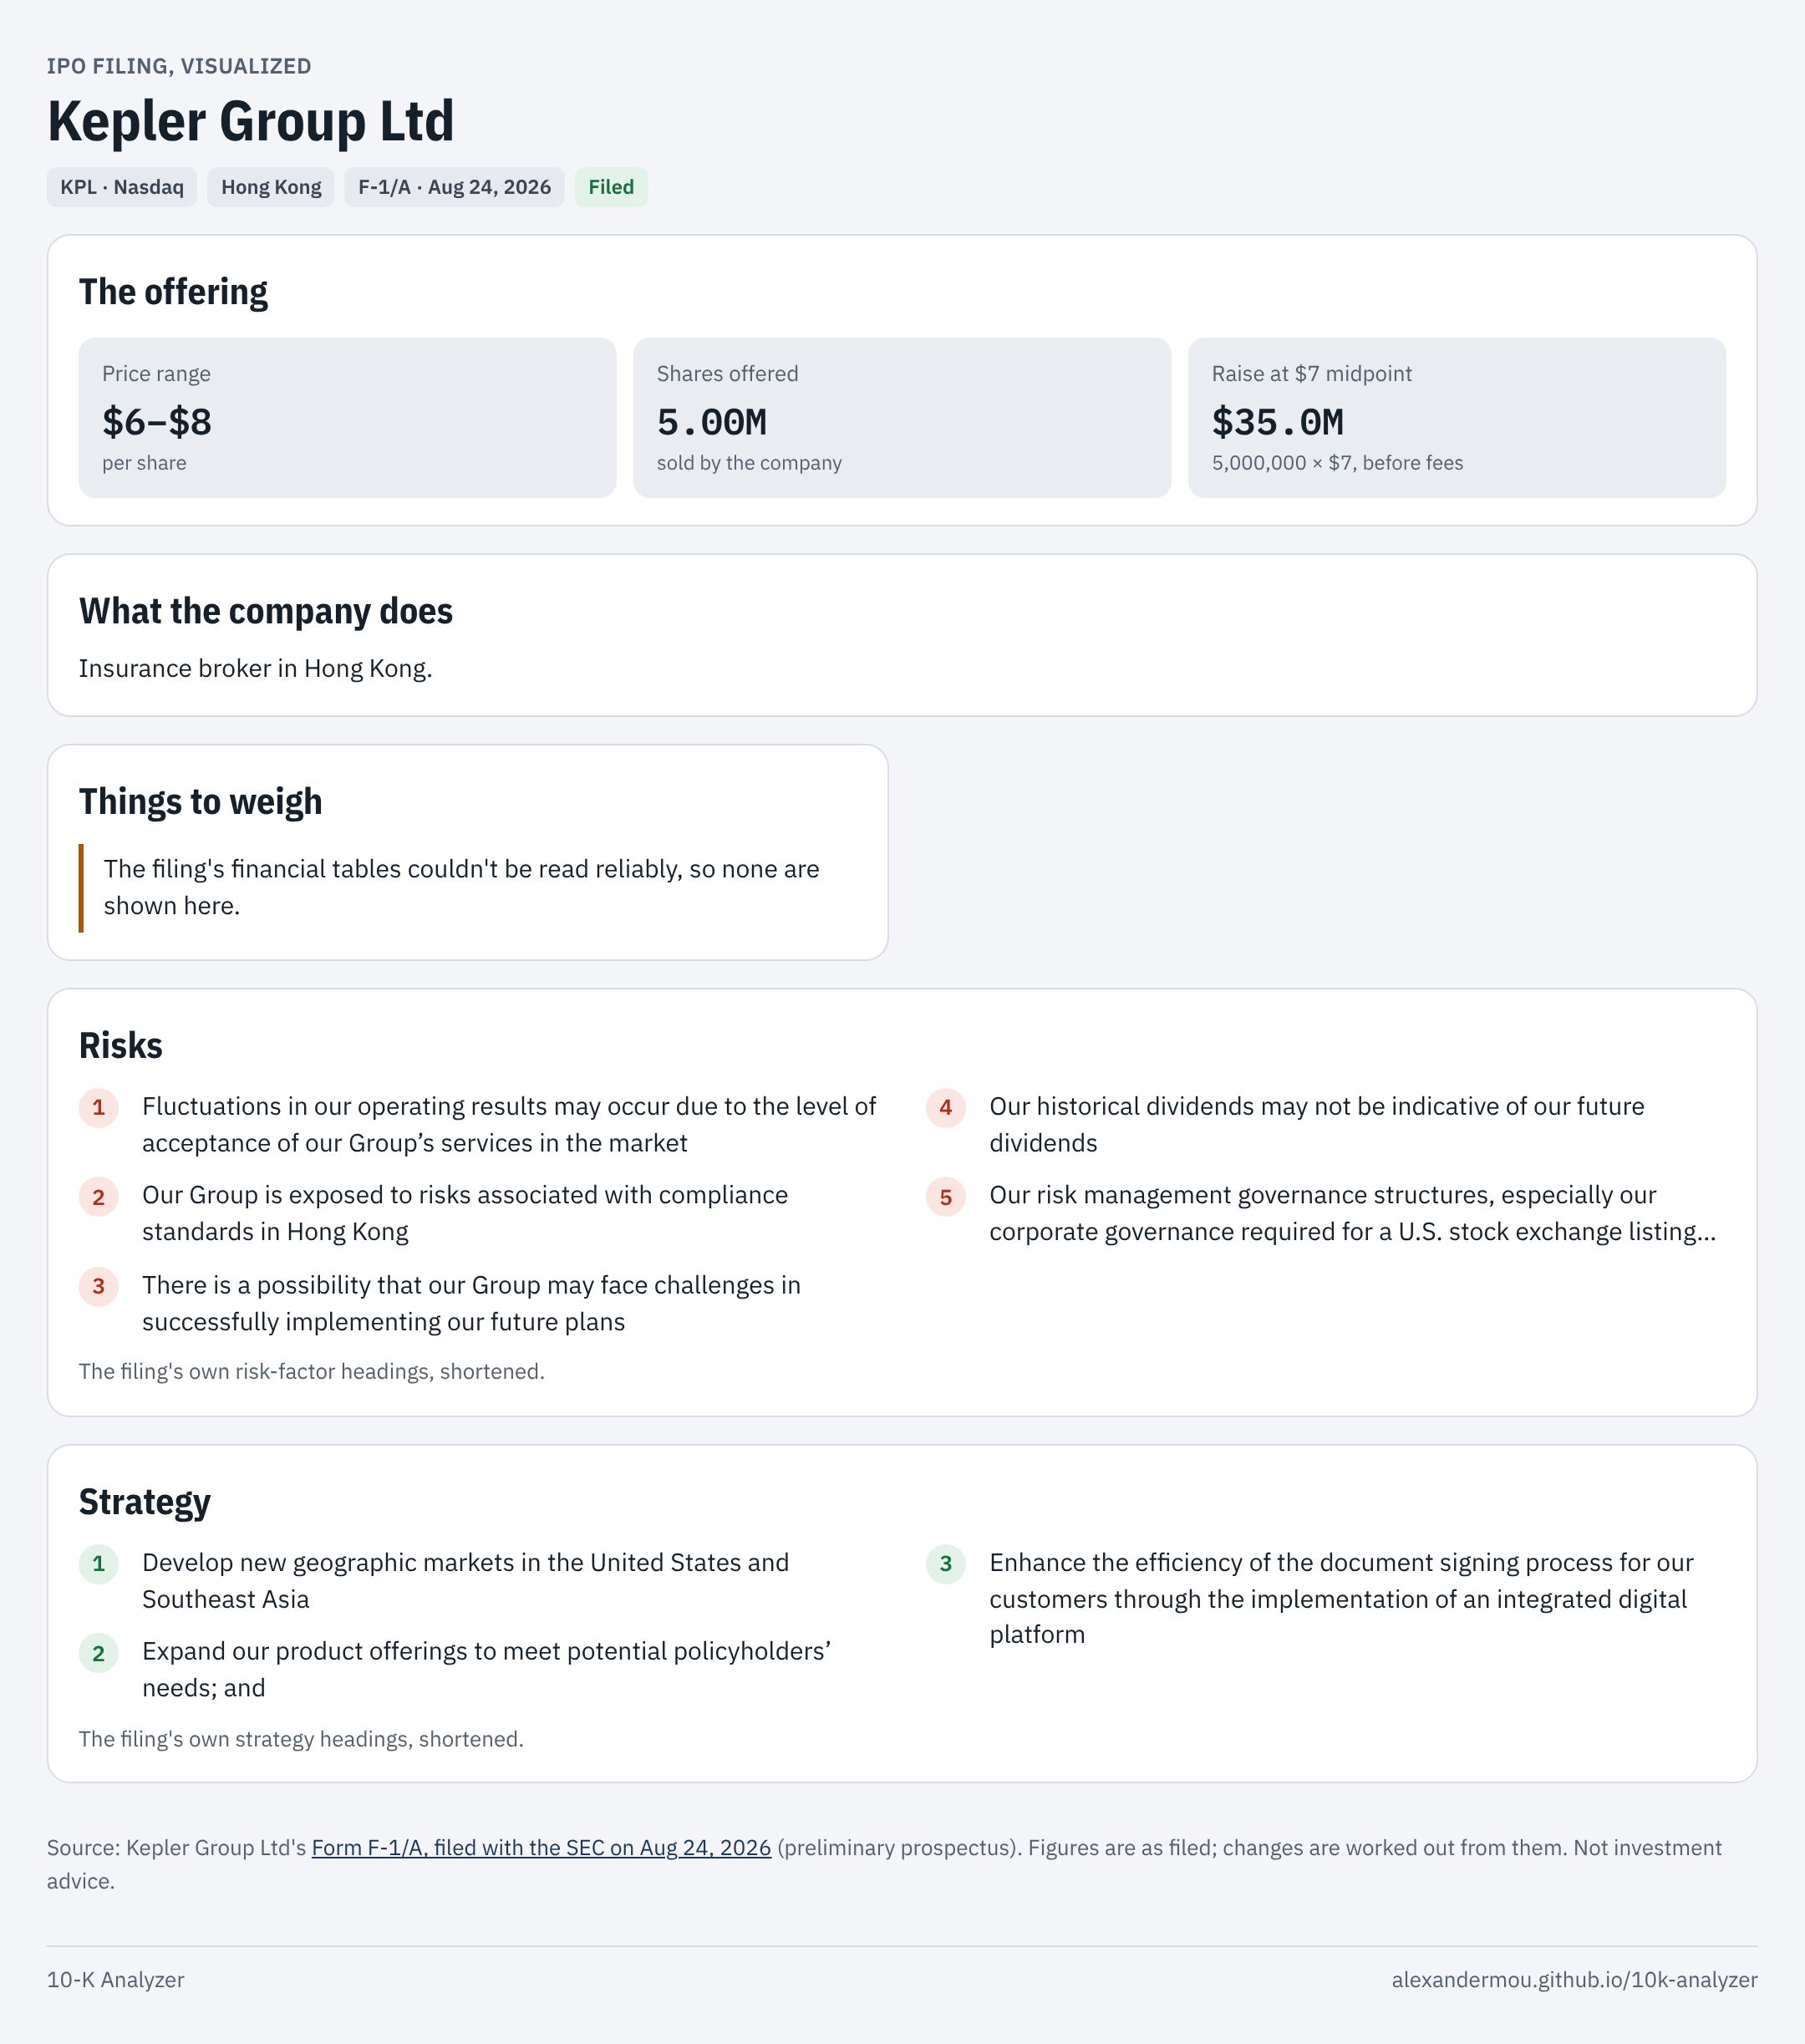 IPO FILING, VISUALIZED
Kepler Group Ltd
KPL · Nasdaq
Hong Kong
F-1/A · Aug 24, 2026
Filed
The offering
Price range
$6–$8
per share
Shares offered
5.00M
sold by the company
Raise at $7 midpoint
$35.0M
5,000,000 × $7, before fees
What the company does
Insurance broker in Hong Kong.
Things to weigh
The filing's financial tables couldn't be read reliably, so none are
shown here.
Risks
1
Fluctuations in our operating results may occur due to the level of
acceptance of our Group’s services in the market
2
Our Group is exposed to risks associated with compliance
standards in Hong Kong
3
There is a possibility that our Group may face challenges in
successfully implementing our future plans
4
Our historical dividends may not be indicative of our future
dividends
5
Our risk management governance structures, especially our
corporate governance required for a U.S. stock exchange listing…
The filing's own risk-factor headings, shortened.
Strategy
1
Develop new geographic markets in the United States and
Southeast Asia
2
Expand our product offerings to meet potential policyholders’
needs; and
3
Enhance the efficiency of the document signing process for our
customers through the implementation of an integrated digital
platform
The filing's own strategy headings, shortened.
Source: Kepler Group Ltd's Form F-1/A, filed with the SEC on Aug 24, 2026 (preliminary prospectus). Figures are as filed; changes are worked out from them. Not investment
advice.
10-K Analyzer
alexandermou.github.io/10k-analyzer